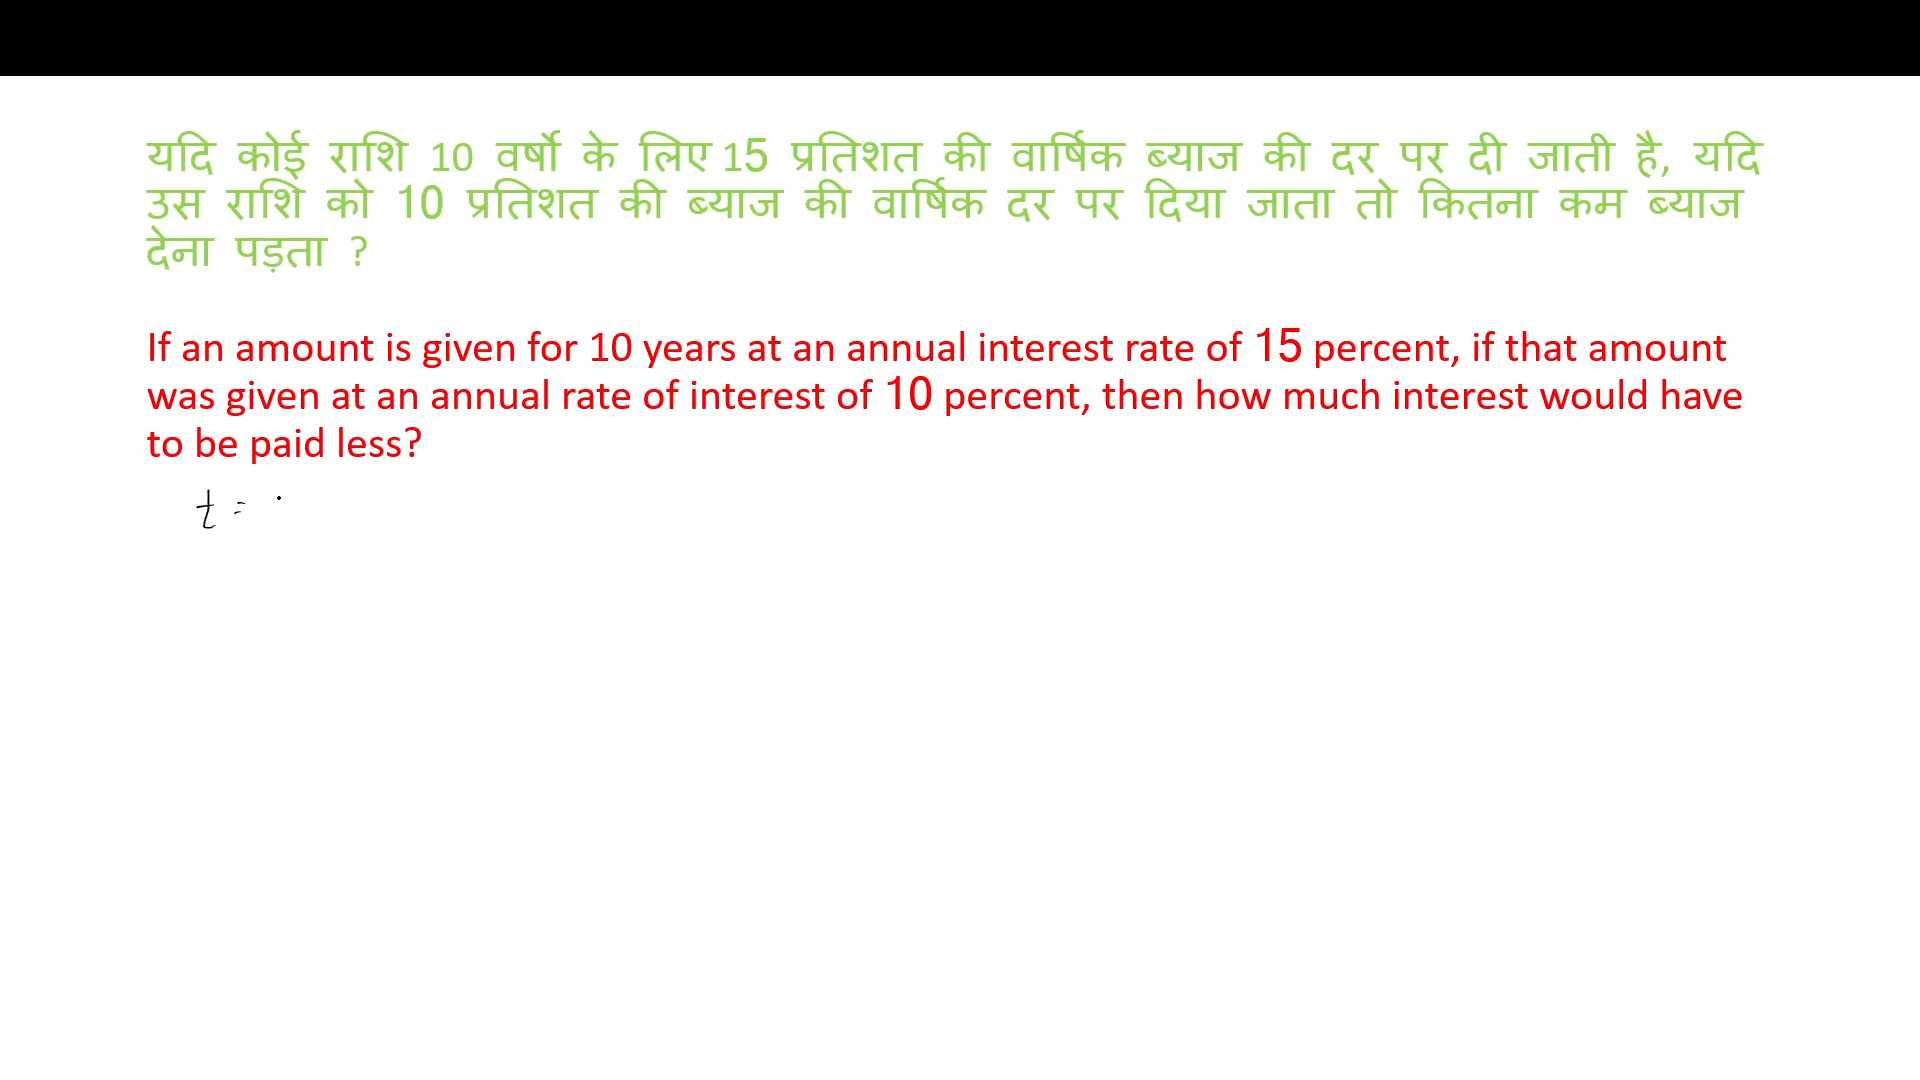 यदि कोई राशि 10 वर्षो के लिए 15 प्रतिशत की वार्षिक ब्याज की दर पर दी जाती है, यदि
उस राशि को 10 प्रतिशत की ब्याज की वार्षिक दर पर दिया जाता तो कितना कम ब्याज
देना पड़ता ?
If an amount is given for 10 years at an annual interest rate of 15 percent, if that amount
was given at an annual rate of interest of 10 percent, then how much interest would have
to be paid less?
t =